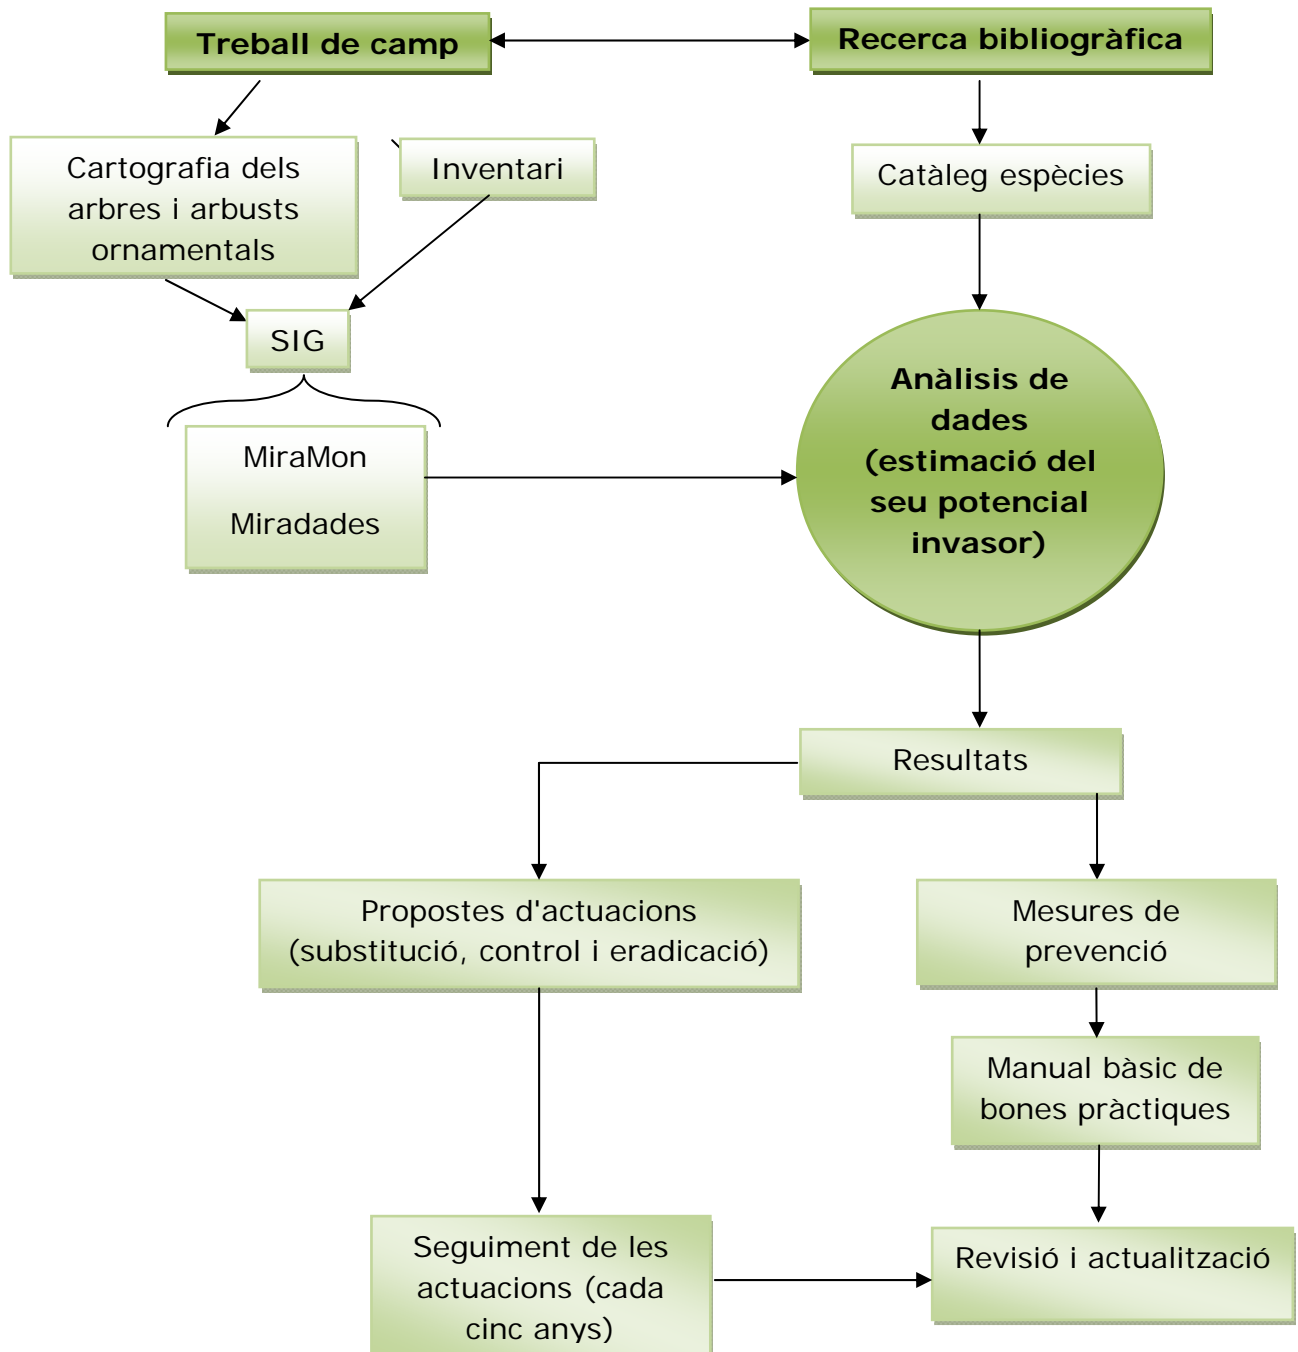 Treball de camp
Recerca bibliogràfica
Cartografia dels
arbres i arbusts
ornamentals
Inventari
Catàleg espècies
SIG
MiraMon
Miradades
Anàlisis de
dades
(estimació del
seu potencial
invasor)
Resultats
Propostes d'actuacions
(substitució, control i eradicació)
Mesures de
prevenció
Manual bàsic de
bones pràctiques
Seguiment de les
actuacions (cada
cinc anys)
Revisió i actualització